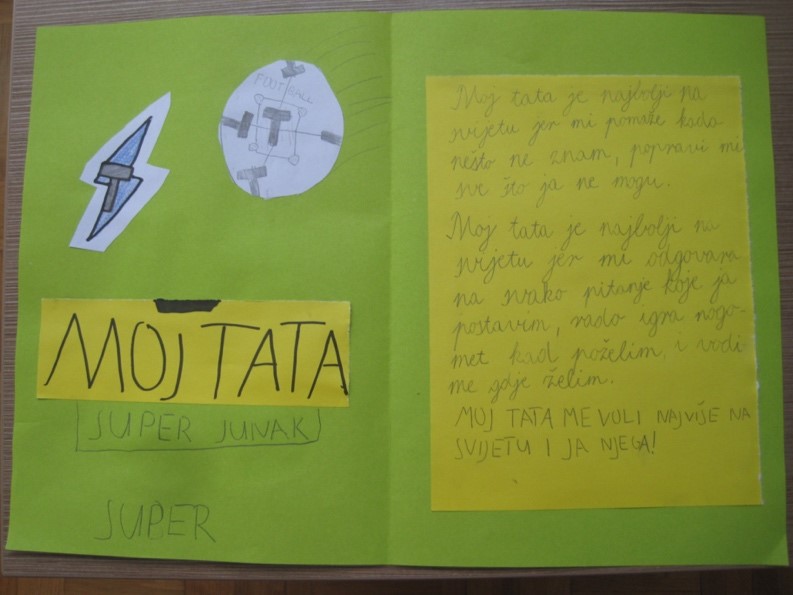 FOOTBALL
T
T
MOJ TATA
SUPER JUNAK
SUPER
Moj tata je najbolji na
svijetu jer mi pomaže kada
nešto ne znam, popravi mi
sve što ja ne mogu.
Moj tata je najbolji na
svijetu jer mi odgovara
na svako pitanje koje ja
postavim, rado igra nogo-
met kad poželim, i vodi
me gdje želim.
MOJ TATA ME VOLI NAJVIŠE NA
SVIJETU I JA NJEGA!